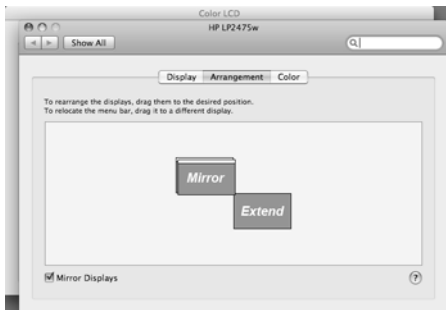 Color LCD
HP LP2475w
Show All
Display Arrangement Color
To rearrange the displays, drag them to the desired position.
To relocate the menu bar, drag it to a different display.
Mirror
Extend
Mirror Displays
?